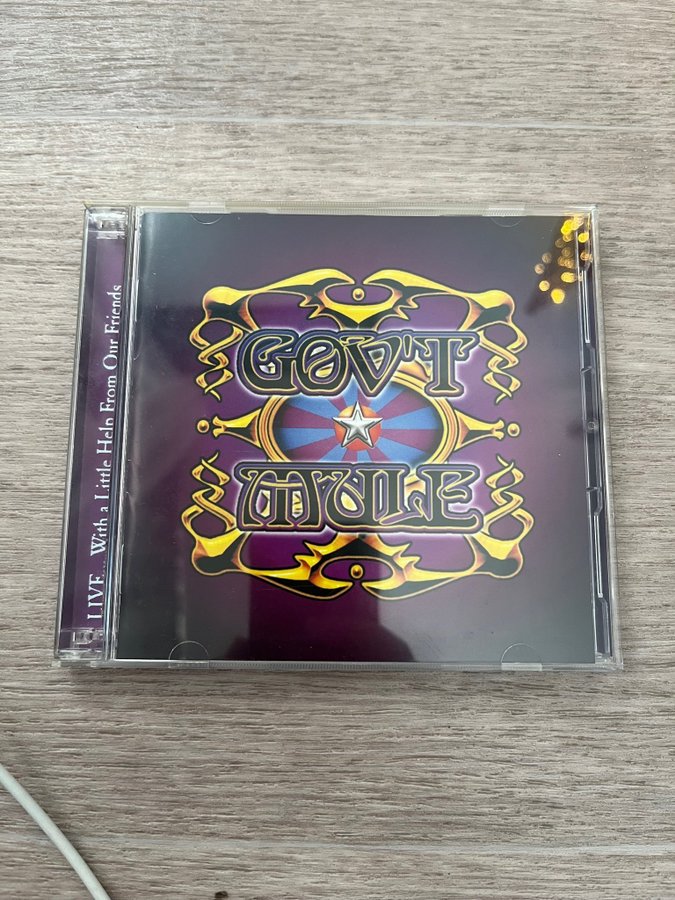 GOV'T
MULE
LIVE... With a Little Help From Our Friends